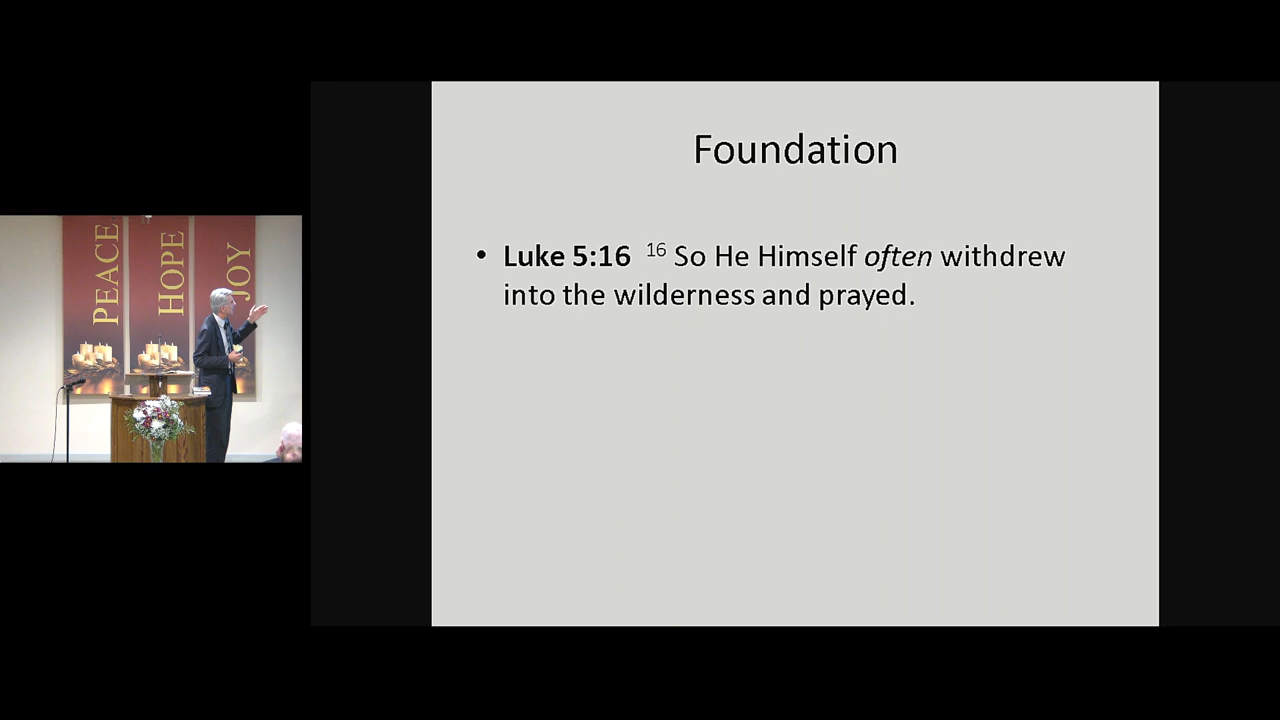 PEACE
HOPE
JOY
Foundation
• Luke 5:16 16 So He Himself often withdrew
into the wilderness and prayed.